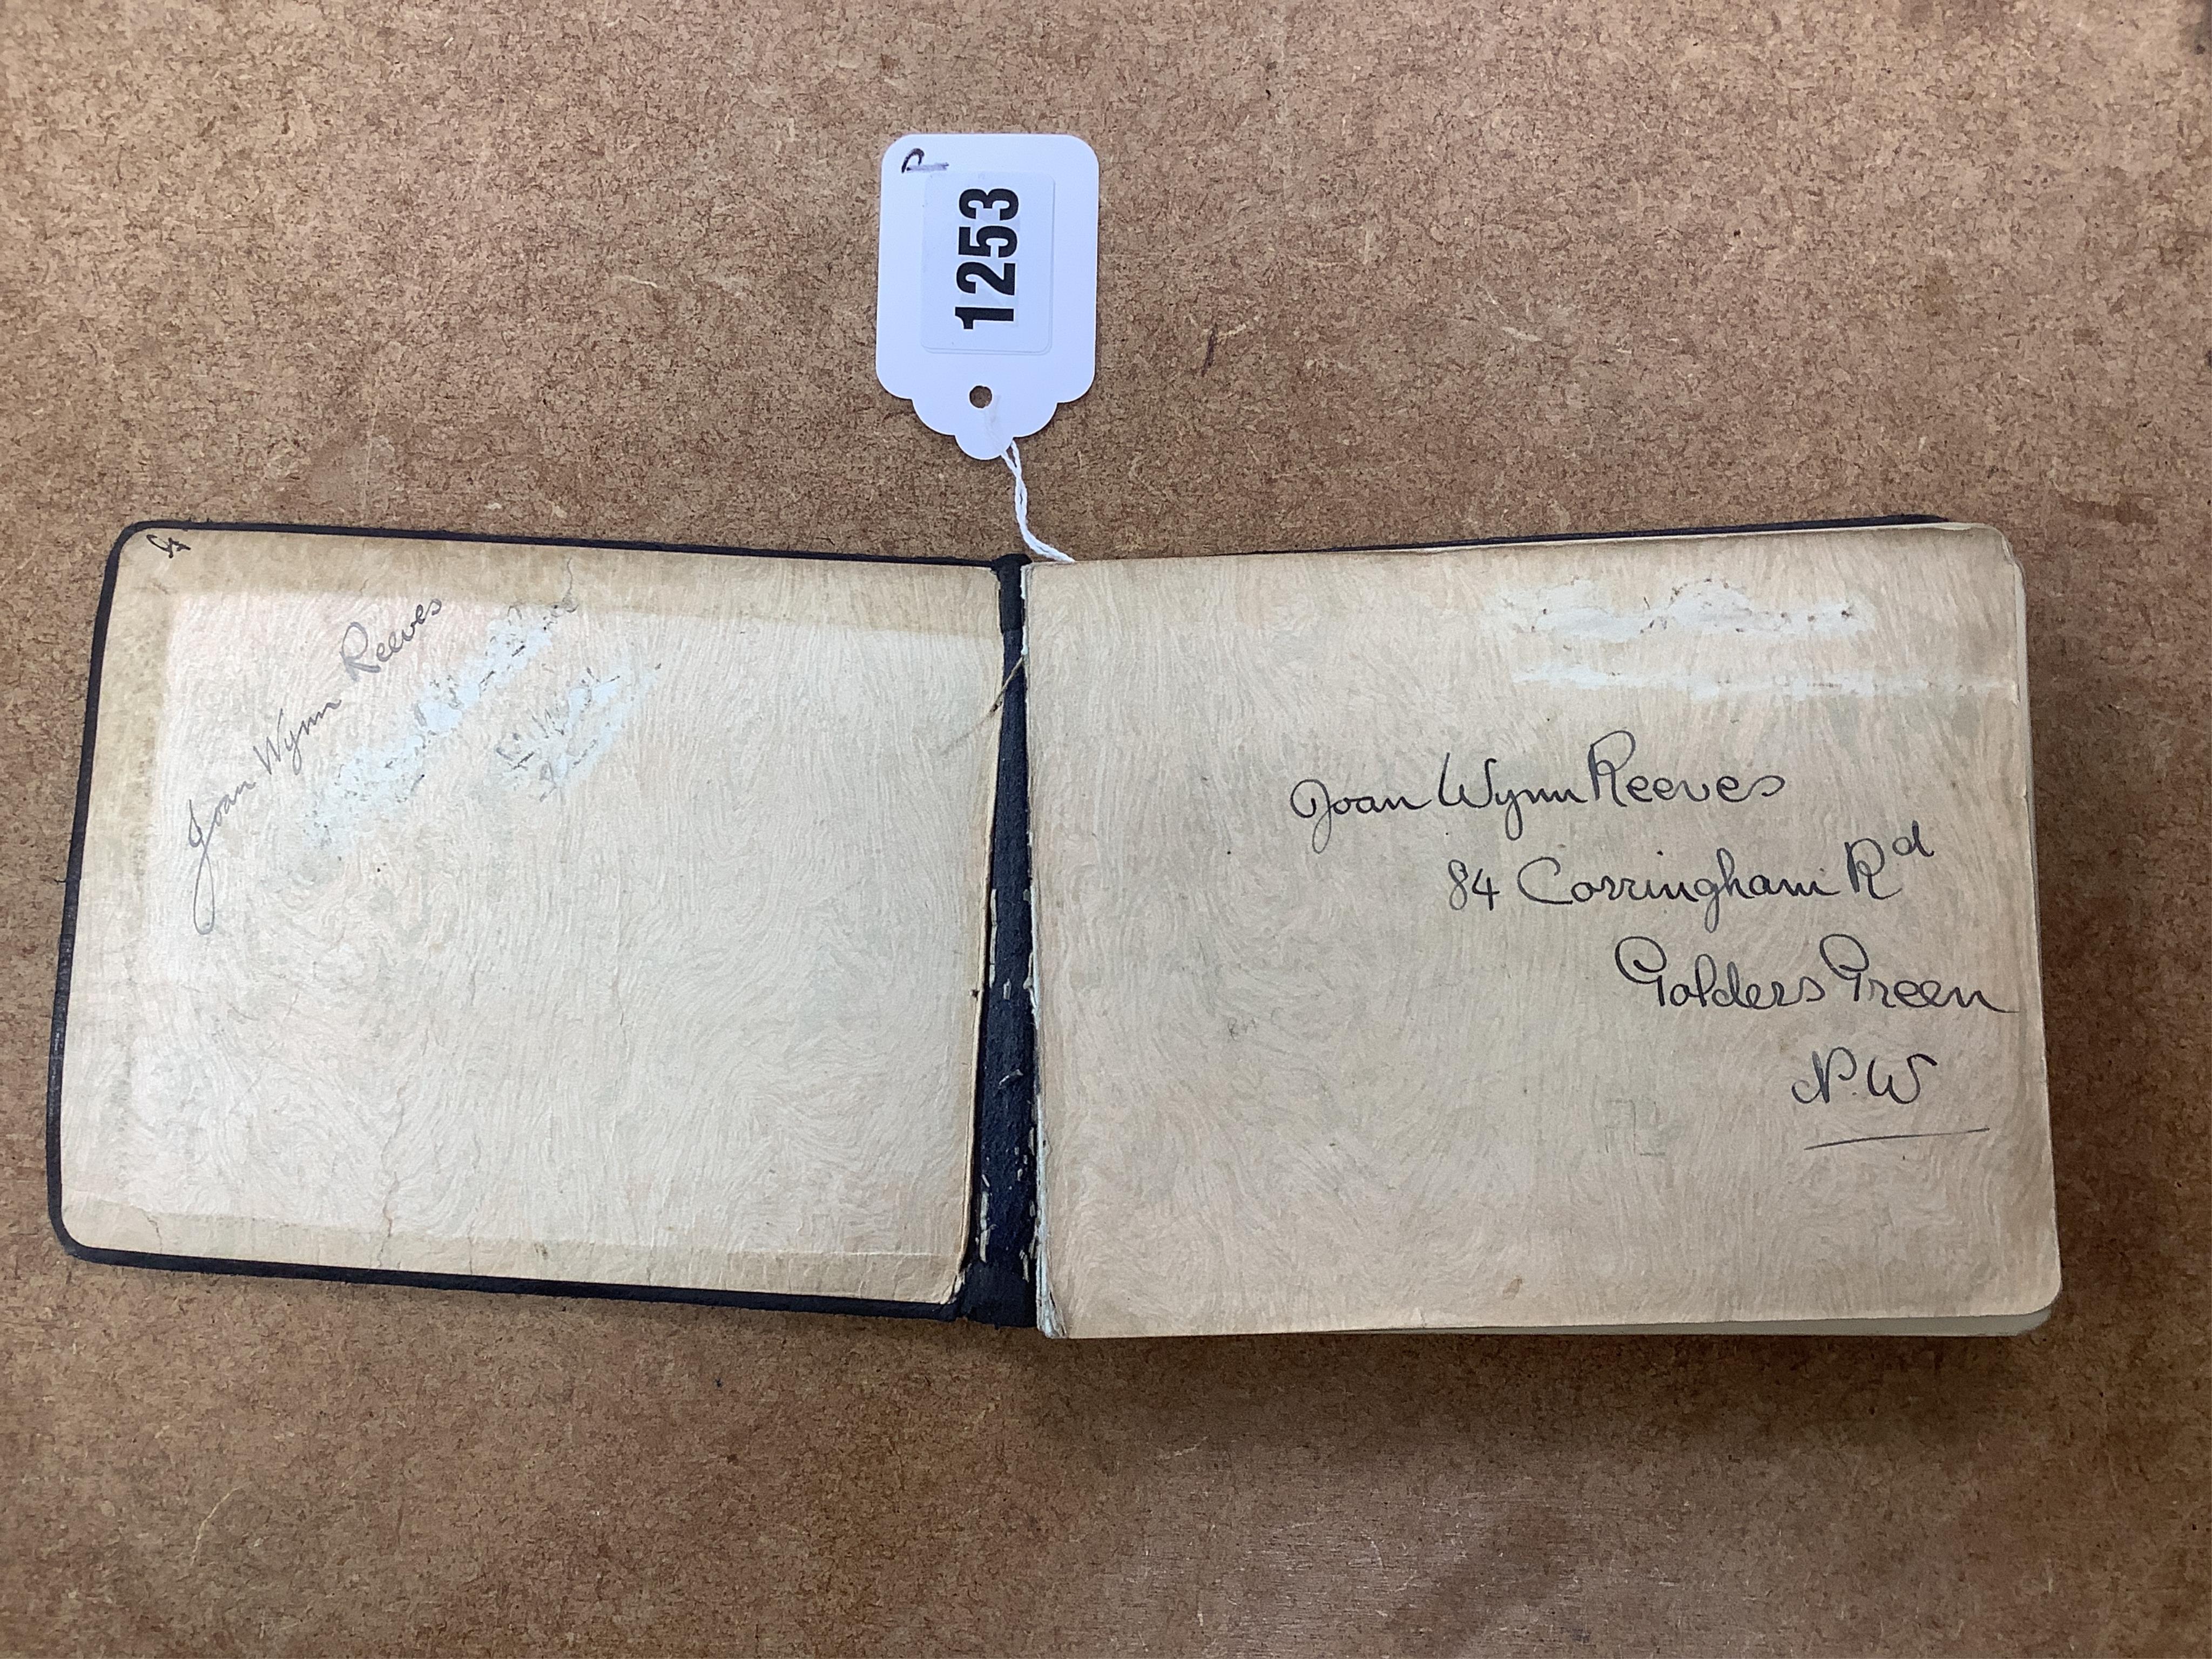 1253
Joan Wynn Reeves
Joan Wynn Reeves
84 Corringham Rd
Golders Green
N.W